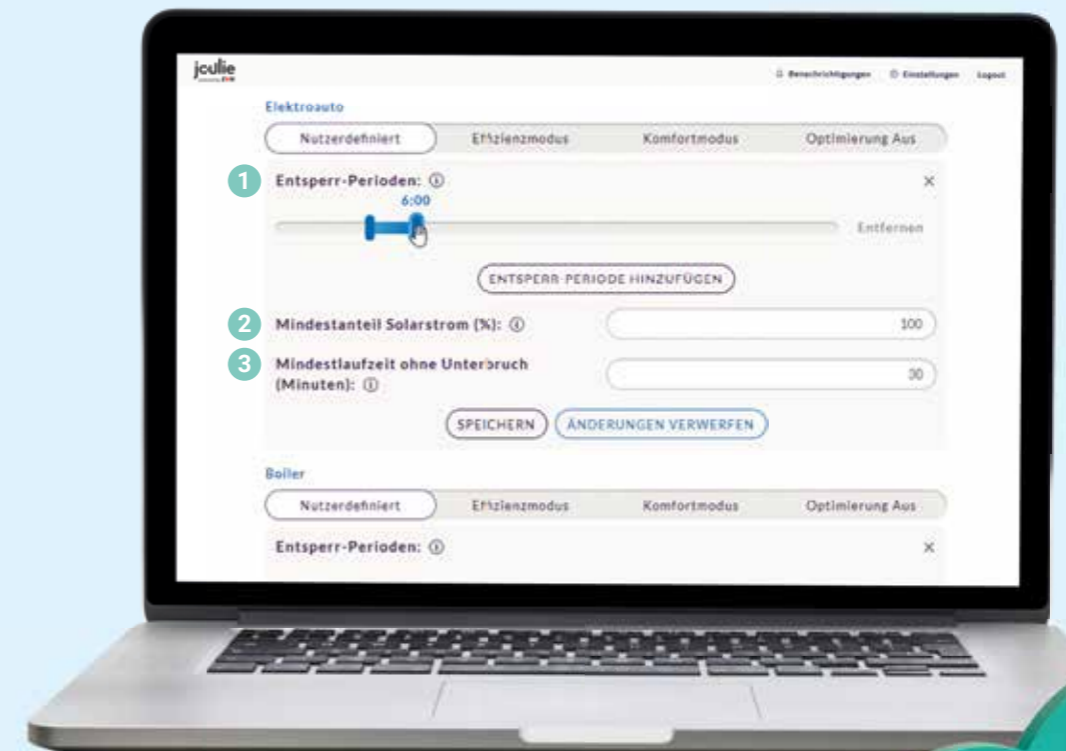 joulie
Benachrichtigungen Einstellungen Logout
Elektroauto
Nutzerdefiniert Effizienzmodus Komfortmodus Optimierung Aus
1 Entsperr-Perioden:
6:00
Entfernen
ENTSPERR PERIODE HINZUFÜGEN
2 Mindestanteil Solarstrom (%): 100
3 Mindestlaufzeit ohne Unterbruch
(Minuten): 30
SPEICHERN ÄNDERUNGEN VERWERFEN
Boiler
Nutzerdefiniert Effizienzmodus Komfortmodus Optimierung Aus
Entsperr-Perioden: